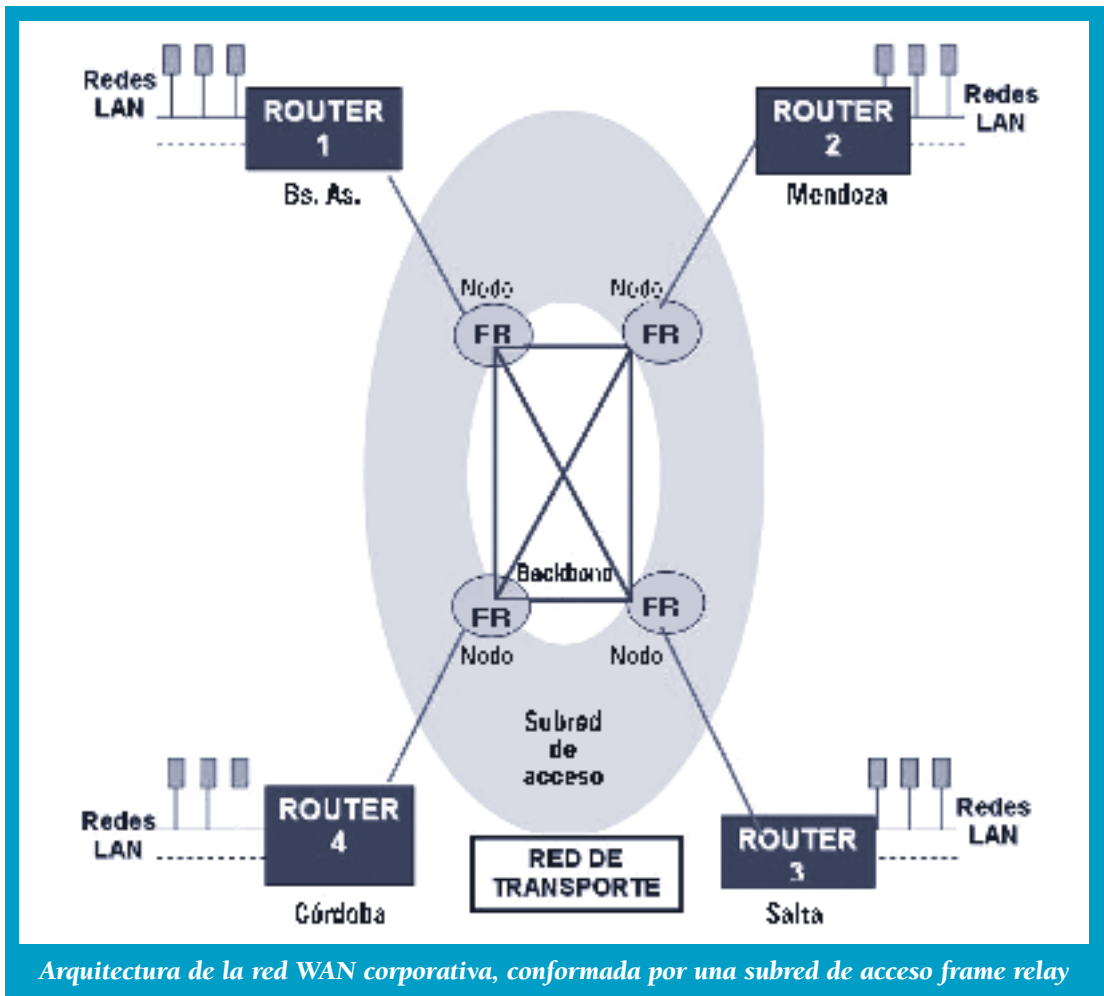 Redes
LAN
ROUTER
1
Bs. As.
ROUTER
2
Mendoza
Redes
LAN
Nodo
FR
Nodo
FR
Backbone
FR
Nodo
FR
Nodo
Subred
de
acceso
Redes
LAN
ROUTER
4
Córdoba
RED DE
TRANSPORTE
ROUTER
3
Salta
Redes
LAN
Arquitectura de la red WAN corporativa, conformada por una subred de acceso frame relay